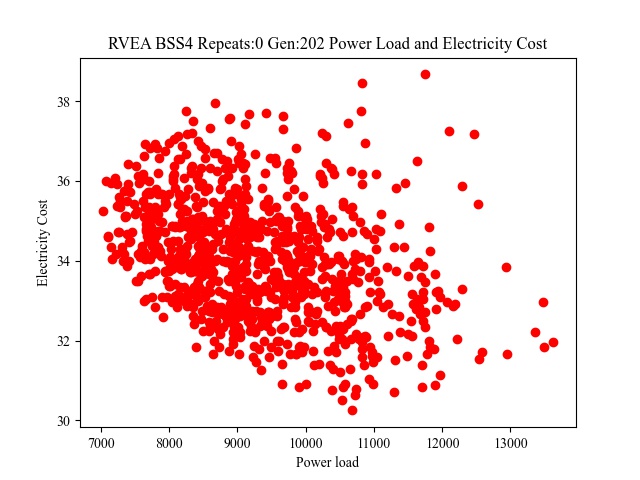 RVEA BSS4 Repeats:0 Gen:202 Power Load and Electricity Cost
Electricity Cost
38
36
34
32
30
7000 8000 9000 10000 11000 12000 13000
Power load